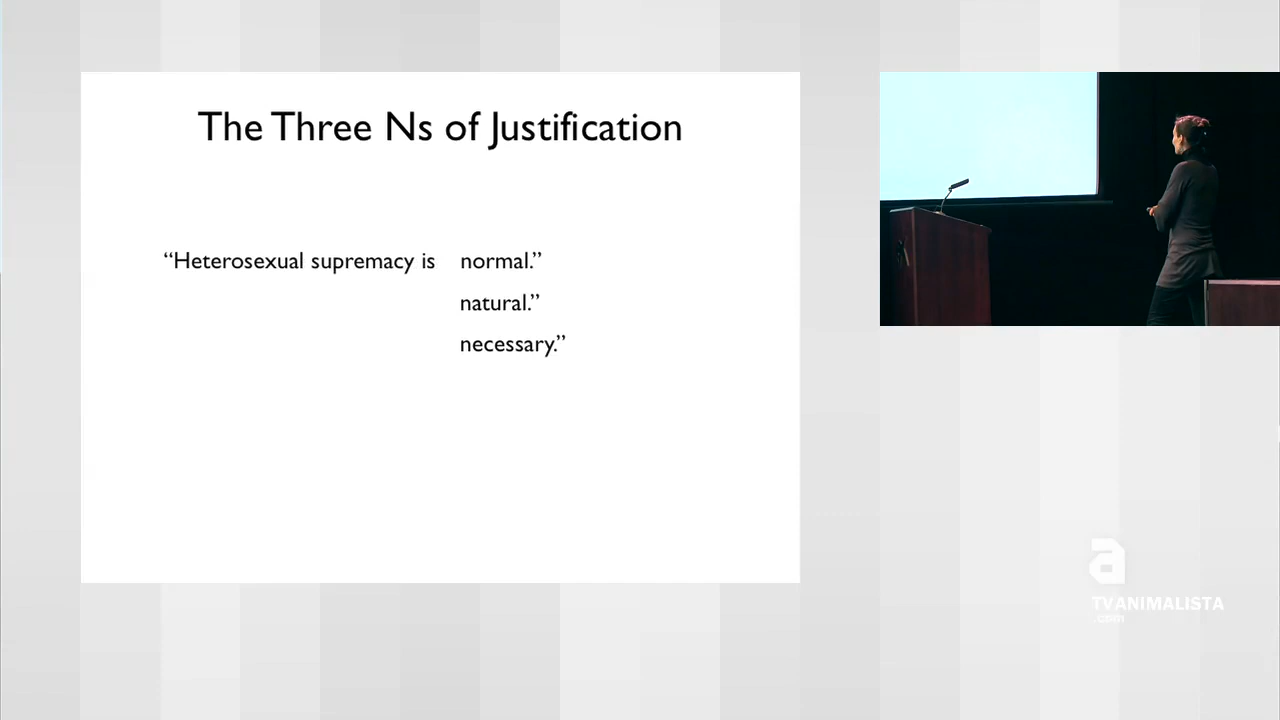 The Three Ns of Justification
“Heterosexual supremacy is normal.”
natural.”
necessary.”
a
TVANIMALISTA
.com